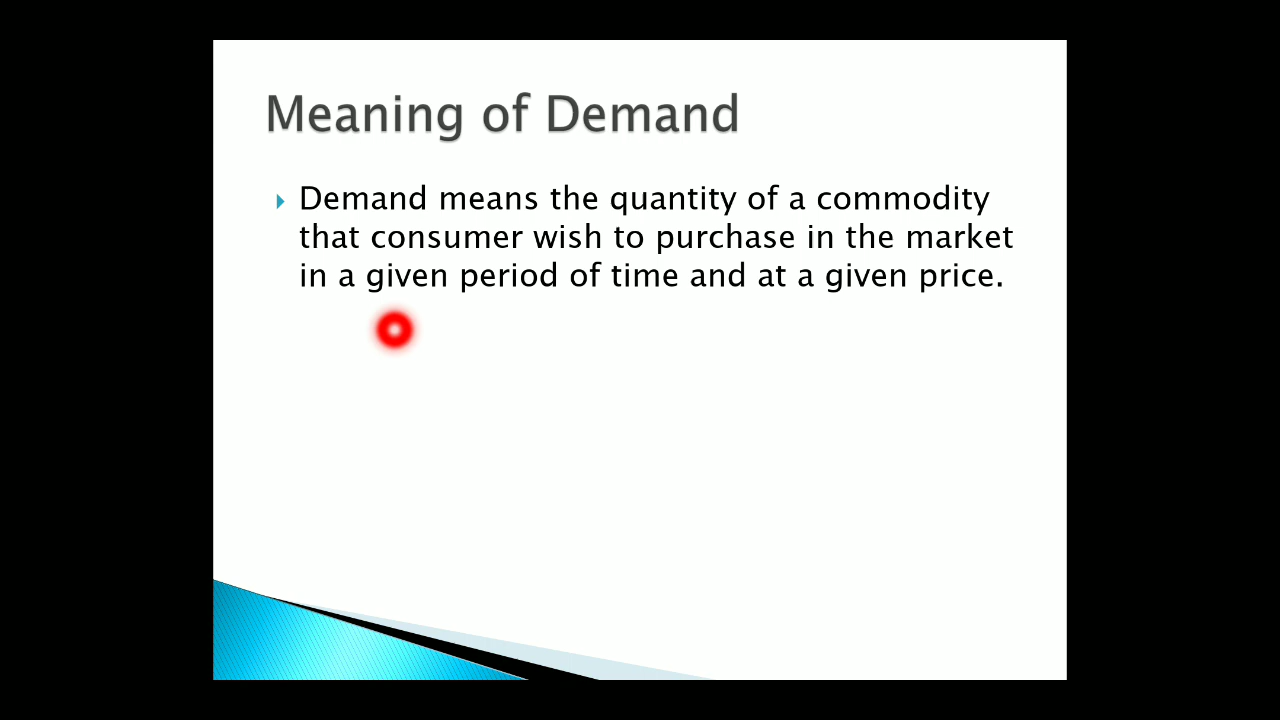 Meaning of Demand
Demand means the quantity of a commodity
that consumer wish to purchase in the market
in a given period of time and at a given price.